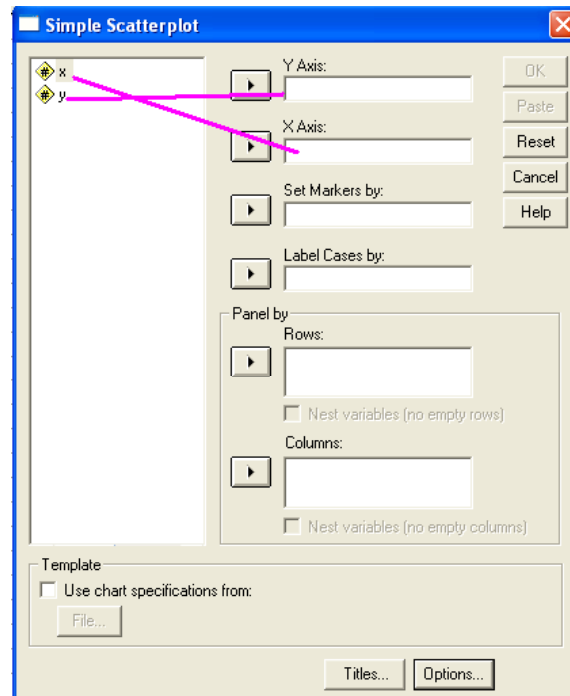 Simple Scatterplot
x
y
Y Axis:
X Axis:
Set Markers by:
Label Cases by:
OK
Paste
Reset
Cancel
Help
Panel by
Rows:
Nest variables (no empty rows)
Columns:
Nest variables (no empty columns)
Template
Use chart specifications from:
File...
Titles...
Options...